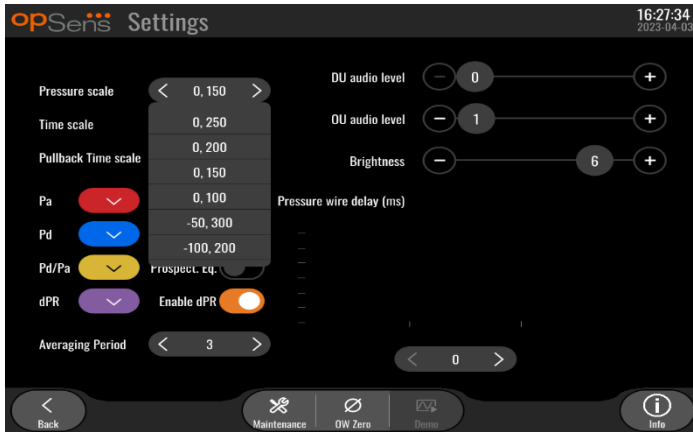 opSens Settings
16:27:34
2023-04-03
Pressure scale
0, 150
0, 250
0, 200
0, 150
0, 100
-50, 300
-100, 200
Time scale
Pullback Time scale
Pa
Pd
Pd/Pa
Prospect. Eq.
dPR
Enable dPR
Averaging Period
3
DU audio level
0
OU audio level
1
Brightness
6
Pressure wire delay (ms)
0
Back
Maintenance
OW Zero
Demo
Info